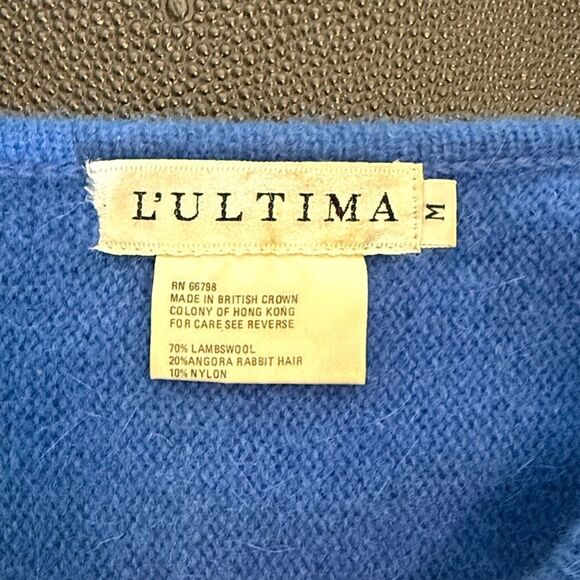 L'ULTIMA
M
RN 66798
MADE IN BRITISH CROWN
COLONY OF HONG KONG
FOR CARE SEE REVERSE
70% LAMBSWOOL
20%ANGORA RABBIT HAIR
10% NYLON